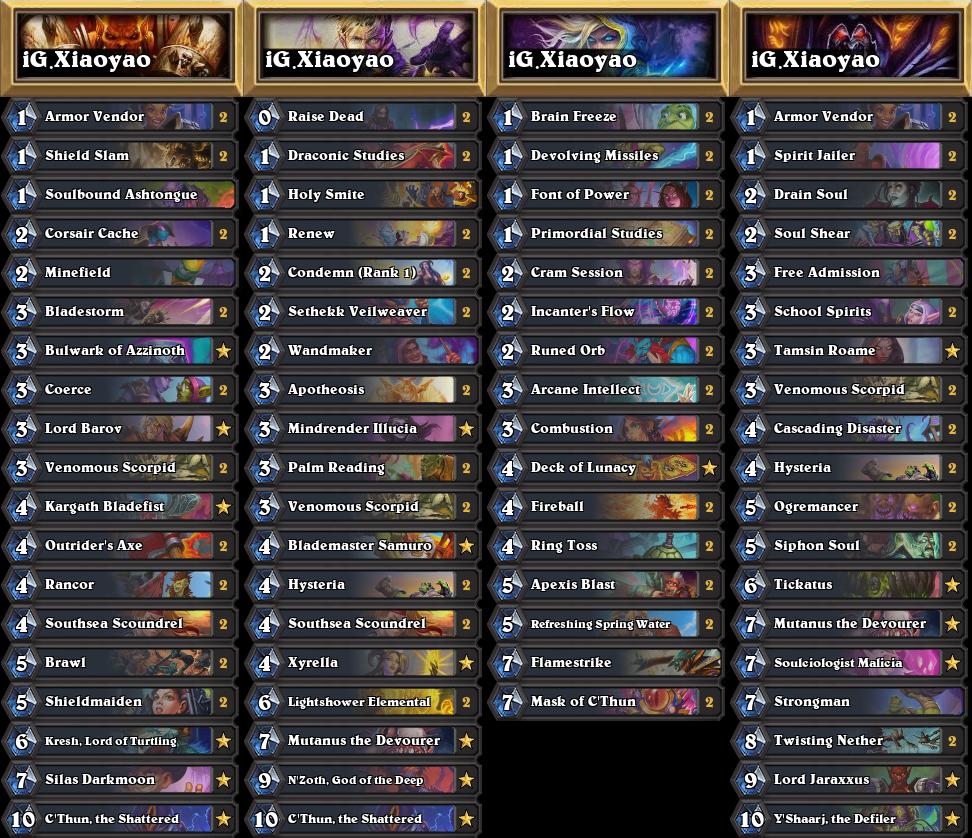 iG.Xiaoyao
1 Armor Vendor 2
1 Shield Slam 2
1 Soulbound Ashtongue
2 Corsair Cache 2
2 Minefield
3 Bladestorm 2
3 Bulwark of Azzinoth
3 Coerce 2
3 Lord Barov
3 Venomous Scorpid 2
4 Kargath Bladefist
4 Outrider's Axe 2
4 Rancor 2
4 Southsea Scoundrel 2
5 Brawl 2
5 Shieldmaiden 2
6 Kresh, Lord of Turtling
7 Silas Darkmoon
10 C'Thun, the Shattered
iG.Xiaoyao
0 Raise Dead 2
1 Draconic Studies 2
1 Holy Smite
1 Renew 2
2 Condemn (Rank 1) 2
2 Sethekk Veilweaver 2
2 Wandmaker
3 Apotheosis 2
3 Mindrender Illucia
3 Palm Reading 2
3 Venomous Scorpid 2
4 Blademaster Samuro
4 Hysteria 2
4 Southsea Scoundrel 2
4 Xyrella
6 Lightshower Elemental 2
7 Mutanus the Devourer
9 N'Zoth, God of the Deep
10 C'Thun, the Shattered
iG.Xiaoyao
1 Brain Freeze 2
1 Devolving Missiles 2
1 Font of Power 2
1 Primordial Studies 2
2 Cram Session 2
2 Incanter's Flow 2
2 Runed Orb 2
3 Arcane Intellect 2
3 Combustion 2
4 Deck of Lunacy
4 Fireball 2
4 Ring Toss 2
5 Apexis Blast 2
5 Refreshing Spring Water 2
7 Flamestrike
7 Mask of C'Thun 2
iG.Xiaoyao
1 Armor Vendor 2
1 Spirit Jailer 2
2 Drain Soul 2
2 Soul Shear 2
3 Free Admission
3 School Spirits 2
3 Tamsin Roame
3 Venomous Scorpid 2
4 Cascading Disaster 2
4 Hysteria 2
5 Ogremancer 2
5 Siphon Soul 2
6 Tickatus
7 Mutanus the Devourer
7 Soulciologist Malicia
7 Strongman
8 Twisting Nether 2
9 Lord Jaraxxus
10 Y'Shaarj, the Defiler